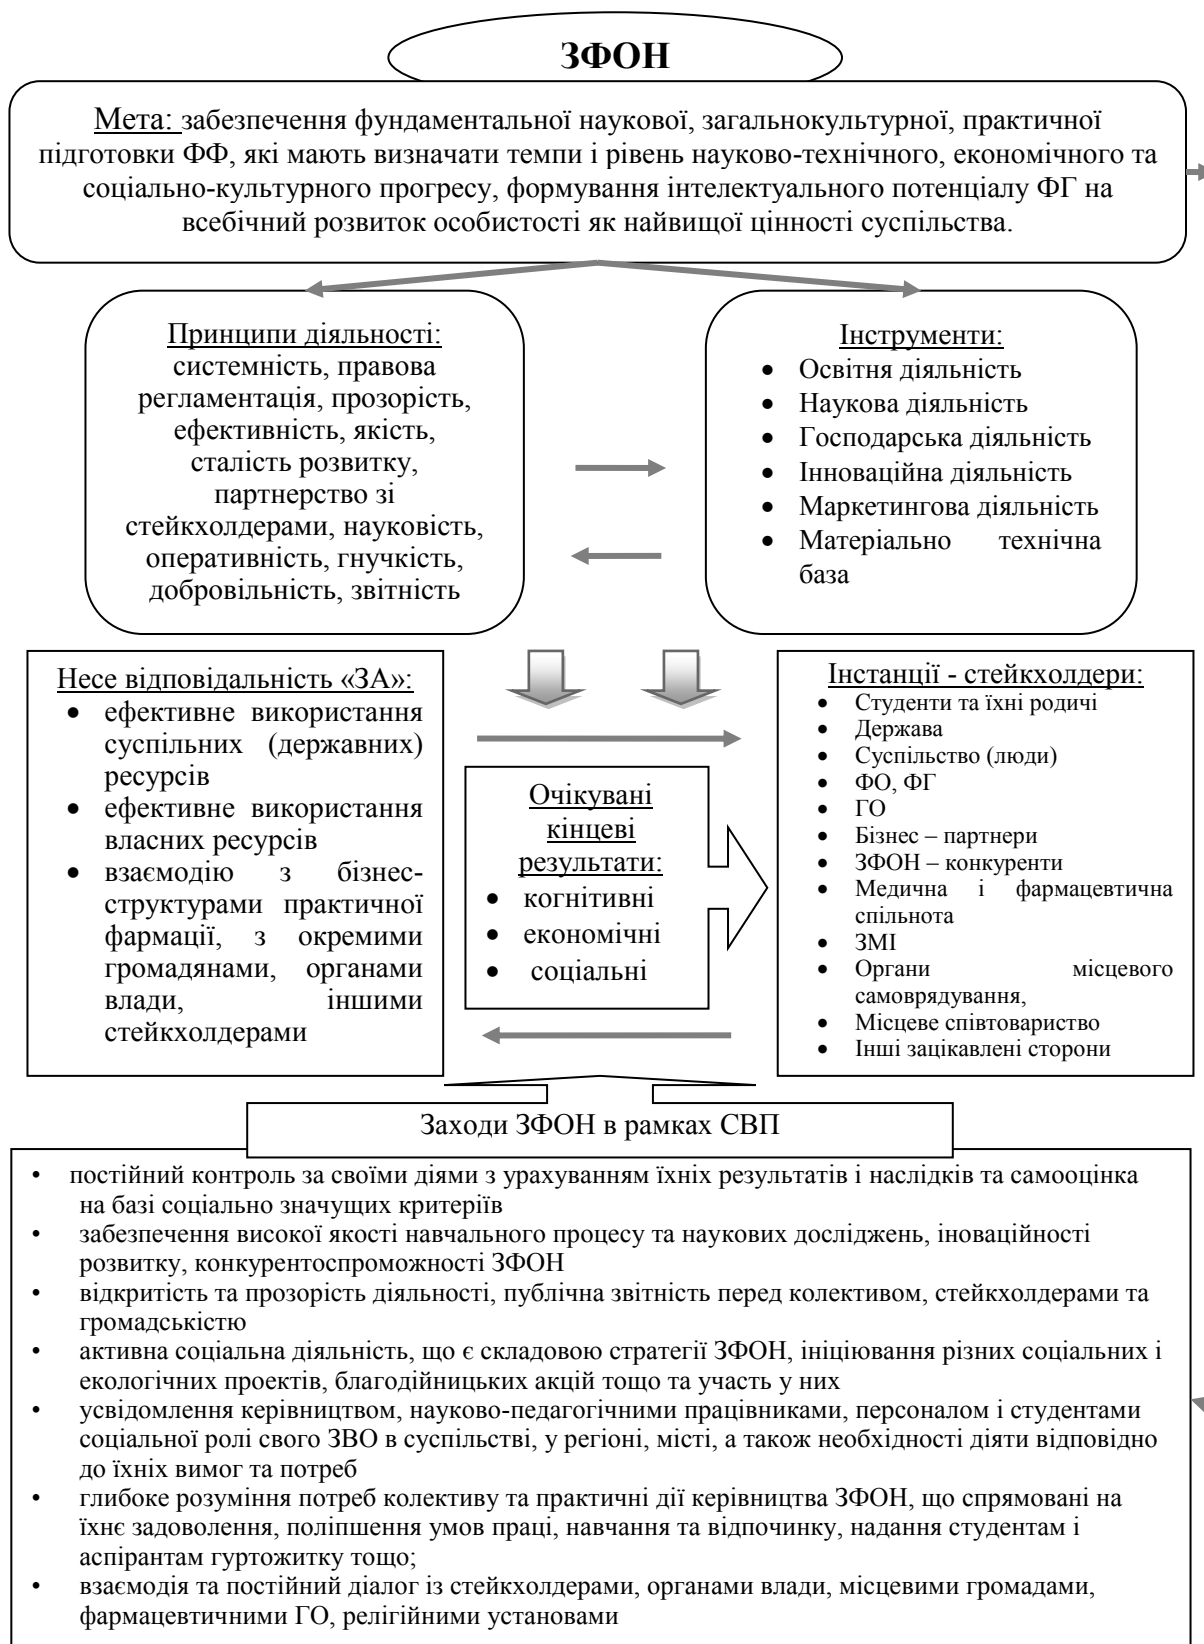 ЗФОН
Мета: забезпечення фундаментальної наукової, загальнокультурної, практичної
підготовки ФФ, які мають визначати темпи і рівень науково-технічного, економічного та
соціально-культурного прогресу, формування інтелектуального потенціалу ФГ на
всебічний розвиток особистості як найвищої цінності суспільства.
Принципи діяльності:
системність, правова
регламентація, прозорість,
ефективність, якість,
сталість розвитку,
партнерство зі
стейкхолдерами, науковість,
оперативність, гнучкість,
добровільність, звітність
Інструменти:
• Освітня діяльність
• Наукова діяльність
• Господарська діяльність
• Інноваційна діяльність
• Маркетингова діяльність
• Матеріально технічна
база
Несе відповідальність «ЗА»:
• ефективне використання
суспільних (державних)
ресурсів
• ефективне використання
власних ресурсів
• взаємодію з бізнес-
структурами практичної
фармації, з окремими
громадянами, органами
влади, іншими
стейкхолдерами
Очікувані
кінцеві
результати:
• когнітивні
• економічні
• соціальні
Інстанції - стейкхолдери:
• Студенти та їхні родичі
• Держава
• Суспільство (люди)
• ФО, ФГ
• ГО
• Бізнес – партнери
• ЗФОН – конкуренти
• Медична і фармацевтична
спільнота
• ЗМІ
• Органи місцевого
самоврядування,
• Місцеве співтовариство
• Інші зацікавлені сторони
Заходи ЗФОН в рамках СВП
• постійний контроль за своїми діями з урахуванням їхніх результатів і наслідків та самооцінка
на базі соціально значущих критеріїв
• забезпечення високої якості навчального процесу та наукових досліджень, іноваційності
розвитку, конкурентоспроможності ЗФОН
• відкритість та прозорість діяльності, публічна звітність перед колективом, стейкхолдерами та
громадськістю
• активна соціальна діяльність, що є складовою стратегії ЗФОН, ініціювання різних соціальних і
екологічних проектів, благодійницьких акцій тощо та участь у них
• усвідомлення керівництвом, науково-педагогічними працівниками, персоналом і студентами
соціальної ролі свого ЗВО в суспільстві, у регіоні, місті, а також необхідності діяти відповідно
до їхніх вимог та потреб
• глибоке розуміння потреб колективу та практичні дії керівництва ЗФОН, що спрямовані на
їхнє задоволення, поліпшення умов праці, навчання та відпочинку, надання студентам і
аспірантам гуртожитку тощо;
• взаємодія та постійний діалог із стейкхолдерами, органами влади, місцевими громадами,
фармацевтичними ГО, релігійними установами